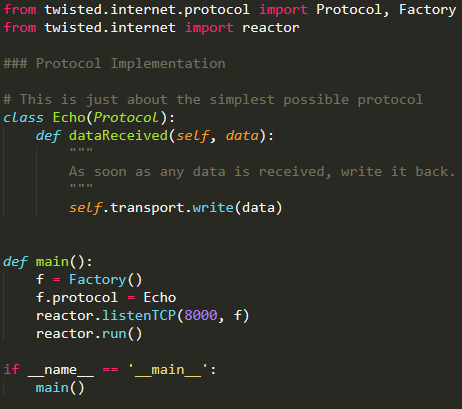 from twisted.internet.protocol import Protocol, Factory
from twisted.internet import reactor

### Protocol Implementation

# This is just about the simplest possible protocol
class Echo(Protocol):
    def dataReceived(self, data):
        """
        As soon as any data is received, write it back.
        """
        self.transport.write(data)


def main():
    f = Factory()
    f.protocol = Echo
    reactor.listenTCP(8000, f)
    reactor.run()

if __name__ == '__main__':
    main()